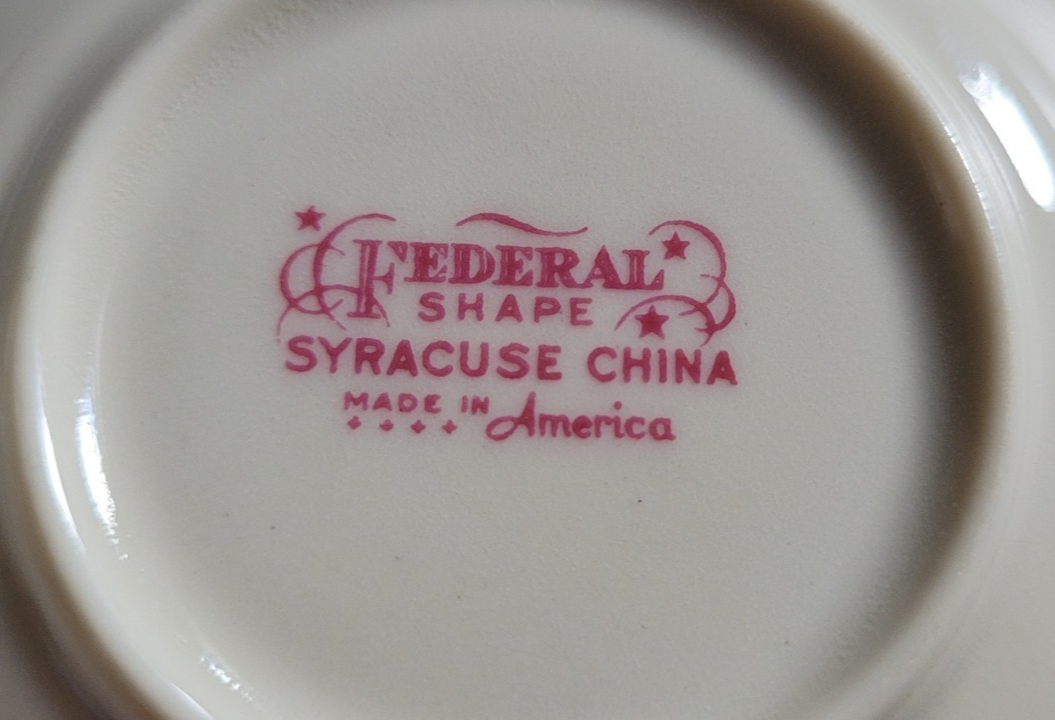 FEDERAL
SHAPE
SYRACUSE CHINA
MADE IN America